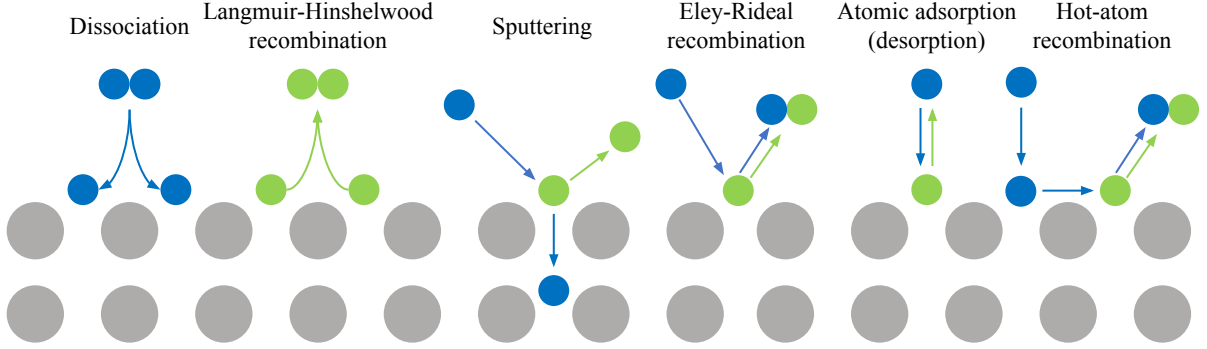 Dissociation
Langmuir-Hinshelwood
recombination
Sputtering
Eley-Rideal
recombination
Atomic adsorption
(desorption)
Hot-atom
recombination